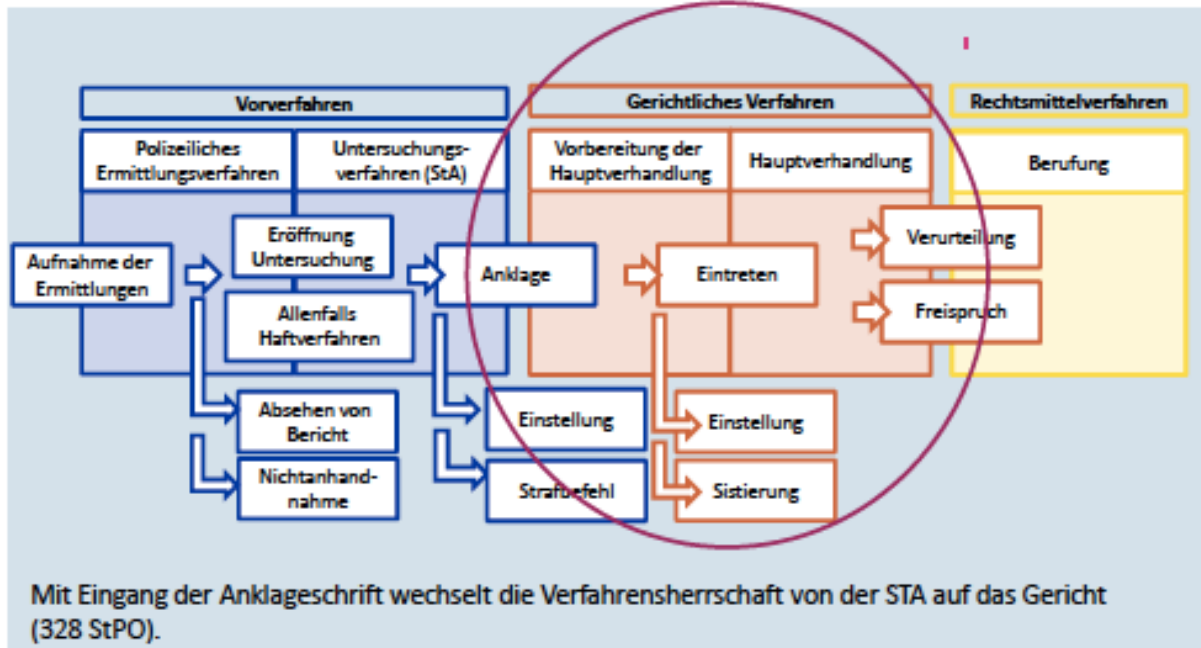 Vorverfahren
Gerichtliches Verfahren
Rechtsmittelverfahren
Polizeiliches
Ermittlungsverfahren
Untersuchungs-
verfahren (StA)
Vorbereitung der
Hauptverhandlung
Hauptverhandlung
Berufung
Aufnahme der
Ermittlungen
Eröffnung
Untersuchung
Allenfalls
Haftverfahren
Anklage
Eintreten
Verurteilung
Freispruch
Absehen von
Bericht
Nichtanhand-
nahme
Einstellung
Strafbefehl
Einstellung
Sistierung
Mit Eingang der Anklageschrift wechselt die Verfahrensherrschaft von der STA auf das Gericht
(328 StPO).